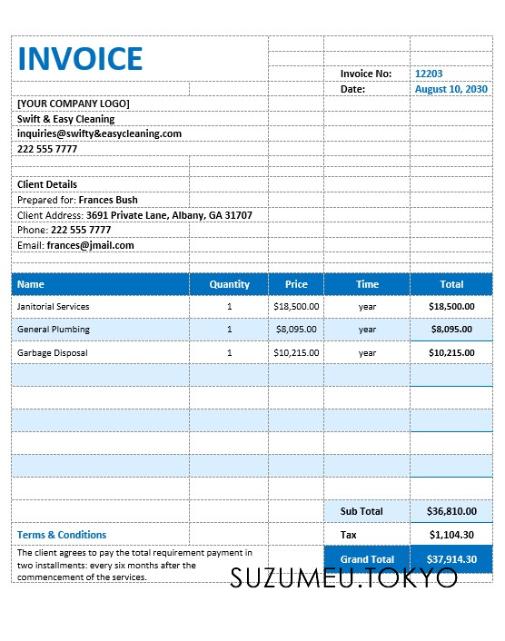 INVOICE
Invoice No: 12203
Date: August 10, 2030
[YOUR COMPANY LOGO]
Swift & Easy Cleaning
inquiries@swifty&easycleaning.com
222 555 7777
Client Details
Prepared for: Frances Bush
Client Address: 3691 Private Lane, Albany, GA 31707
Phone: 222 555 7777
Email: frances@jmail.com
Name Quantity Price Time Total
Janitorial Services 1 $18,500.00 year $18,500.00
General Plumbing 1 $8,095.00 year $8,095.00
Garbage Disposal 1 $10,215.00 year $10,215.00
Sub Total $36,810.00
Terms & Conditions Tax $1,104.30
The client agrees to pay the total requirement payment in
two installments: every six months after the
commencement of the services.
Grand Total $37,914.30
SUZUMEU.TOKYO